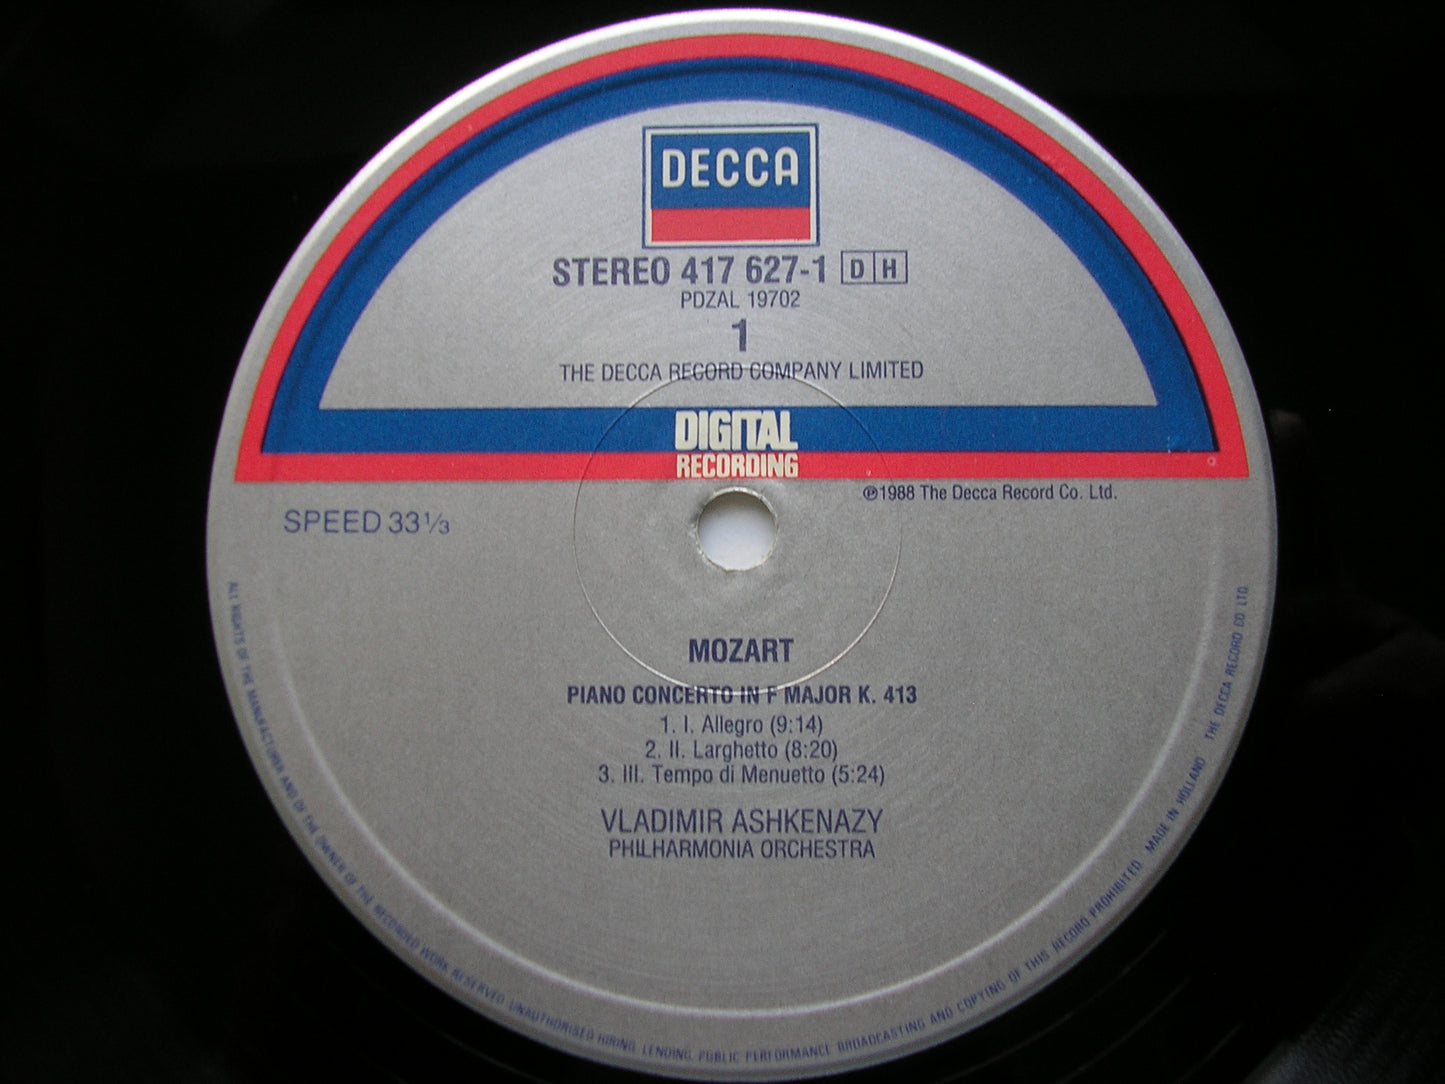 DECCA
STEREO 417 627-1 D H
PDZAL 19702
1
THE DECCA RECORD COMPANY LIMITED
DIGITAL
RECORDING
℗1988 The Decca Record Co. Ltd.
SPEED 33⅓
MOZART
PIANO CONCERTO IN F MAJOR K. 413
1. I. Allegro (9:14)
2. II. Larghetto (8:20)
3. III. Tempo di Menuetto (5:24)
VLADIMIR ASHKENAZY
PHILHARMONIA ORCHESTRA
ALL RIGHTS OF THE MANUFACTURER AND OF THE OWNER OF THE RECORDED WORK RESERVED UNAUTHORISED HIRING, LENDING, PUBLIC PERFORMANCE BROADCASTING AND COPYING OF THIS RECORD PROHIBITED MADE IN HOLLAND THE DECCA RECORD CO LTD